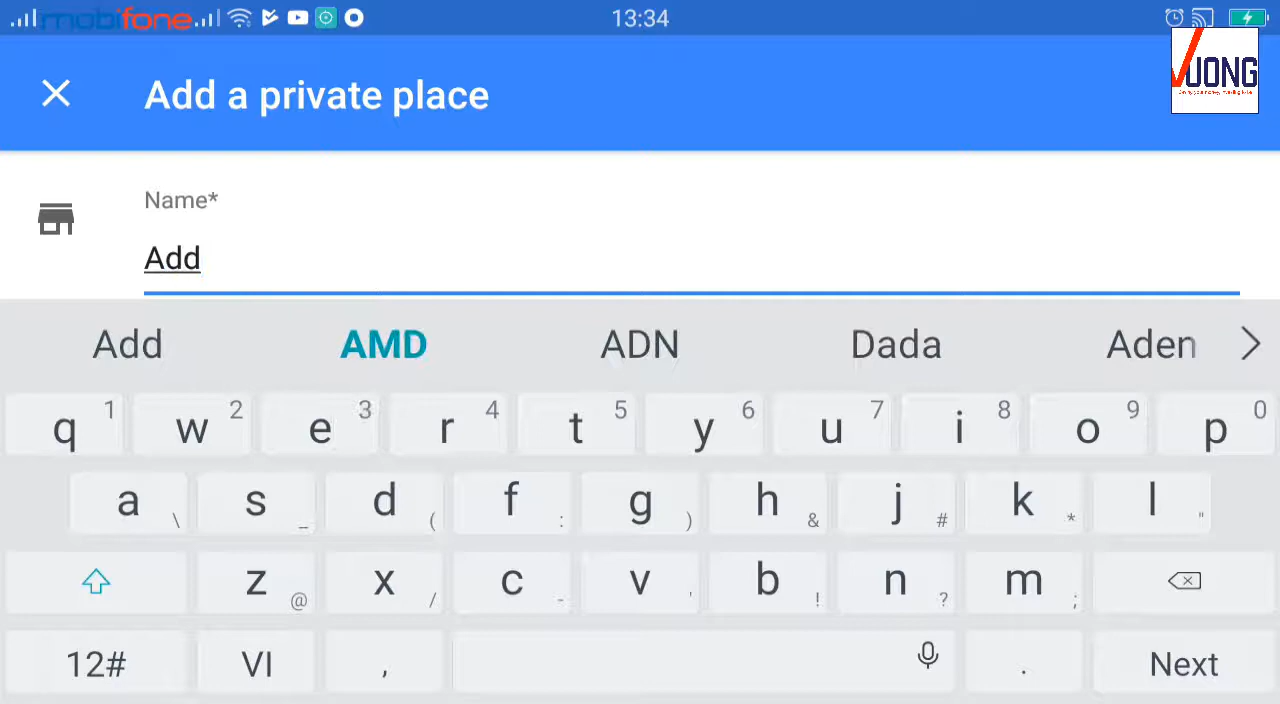 mobifone 13:34
Add a private place
VUONG
Name*
Add
Add AMD ADN Dada Aden
q 1 w 2 e 3 r 4 t 5 y 6 u 7 i 8 o 9 p 0
a \ s _ d ( f : g ) h & j # k * l "
z @ x / c - v ' b ! n ? m ;
12# VI , . Next